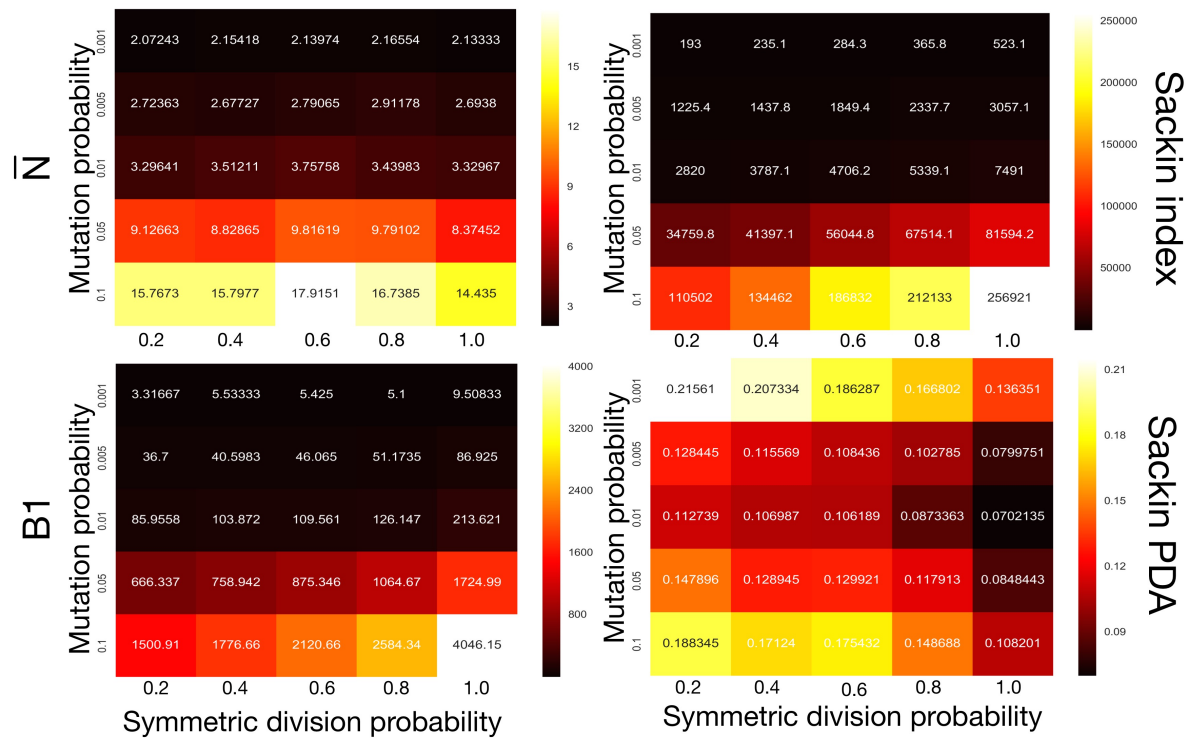 N̅
Mutation probability
0.001
2.07243 2.15418 2.13974 2.16554 2.13333
0.005
2.72363 2.67727 2.79065 2.91178 2.6938
0.01
3.29641 3.51211 3.75758 3.43983 3.32967
0.05
9.12663 8.82865 9.81619 9.79102 8.37452
0.1
15.7673 15.7977 17.9151 16.7385 14.435
0.2 0.4 0.6 0.8 1.0
15
12
9
6
3
Mutation probability
0.001
193 235.1 284.3 365.8 523.1
0.005
1225.4 1437.8 1849.4 2337.7 3057.1
0.01
2820 3787.1 4706.2 5339.1 7491
0.05
34759.8 41397.1 56044.8 67514.1 81594.2
0.1
110502 134462 186832 212133 256921
0.2 0.4 0.6 0.8 1.0
250000
200000
150000
100000
50000
Sackin index
B1
Mutation probability
0.001
3.31667 5.53333 5.425 5.1 9.50833
0.005
36.7 40.5983 46.065 51.1735 86.925
0.01
85.9558 103.872 109.561 126.147 213.621
0.05
666.337 758.942 875.346 1064.67 1724.99
0.1
1500.91 1776.66 2120.66 2584.34 4046.15
0.2 0.4 0.6 0.8 1.0
Symmetric division probability
4000
3200
2400
1600
800
Mutation probability
0.001
0.21561 0.207334 0.186287 0.166802 0.136351
0.005
0.128445 0.115569 0.108436 0.102785 0.0799751
0.01
0.112739 0.106987 0.106189 0.0873363 0.0702135
0.05
0.147896 0.128945 0.129921 0.117913 0.0848443
0.1
0.188345 0.17124 0.175432 0.148688 0.108201
0.2 0.4 0.6 0.8 1.0
Symmetric division probability
0.21
0.18
0.15
0.12
0.09
Sackin PDA